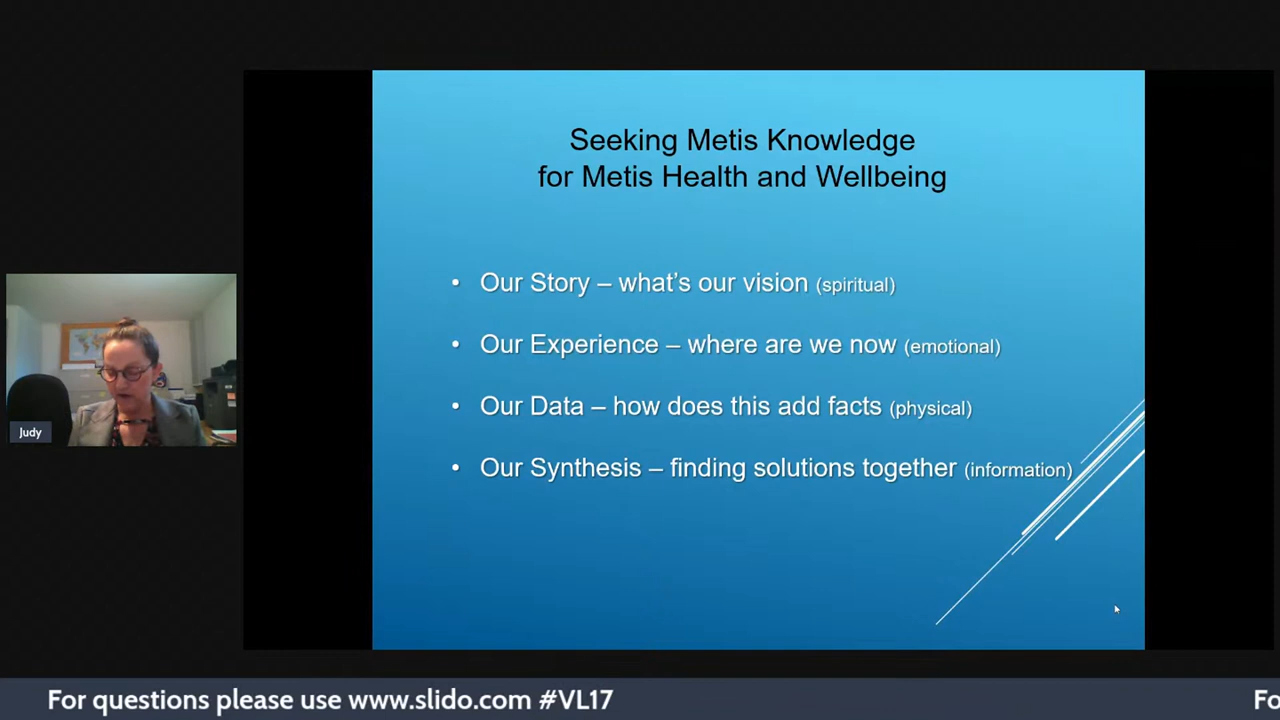 Seeking Metis Knowledge
for Metis Health and Wellbeing
• Our Story – what's our vision (spiritual)
• Our Experience – where are we now (emotional)
• Our Data – how does this add facts (physical)
• Our Synthesis – finding solutions together (information)
Judy
For questions please use www.slido.com #VL17
Fo